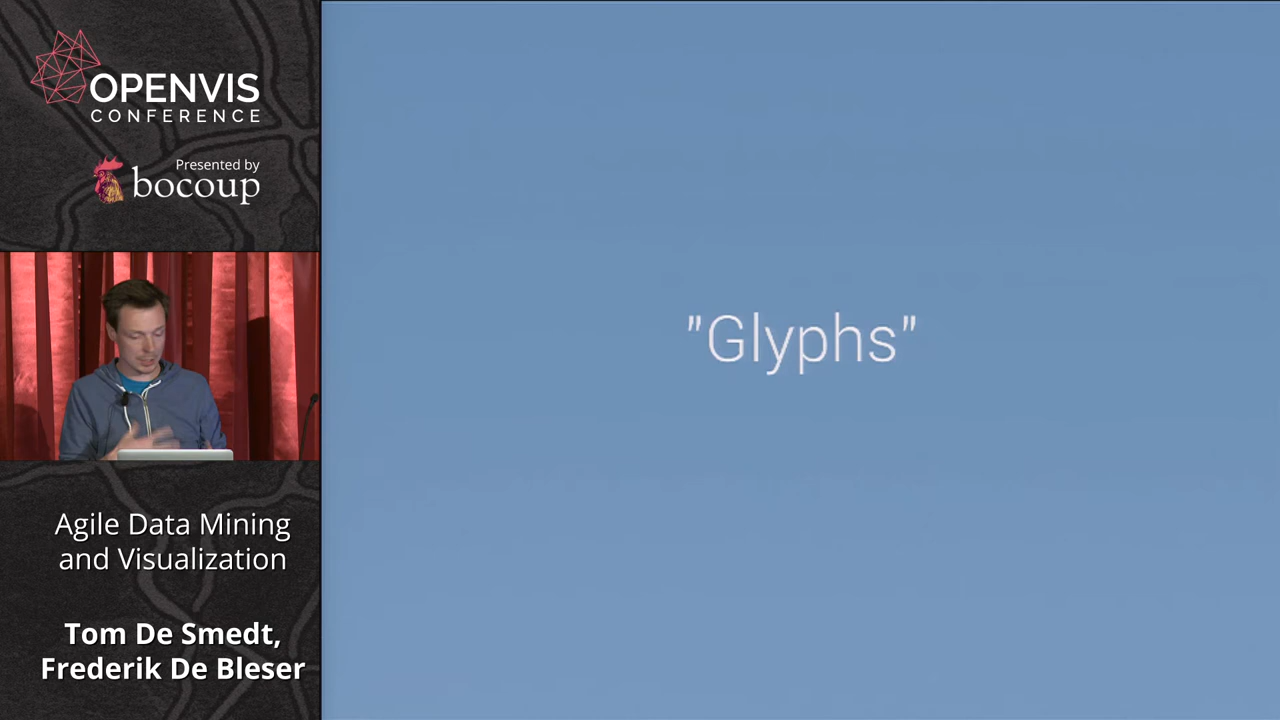 OPENVIS
CONFERENCE
Presented by
bocoup
"Glyphs"
Agile Data Mining
and Visualization
Tom De Smedt,
Frederik De Bleser